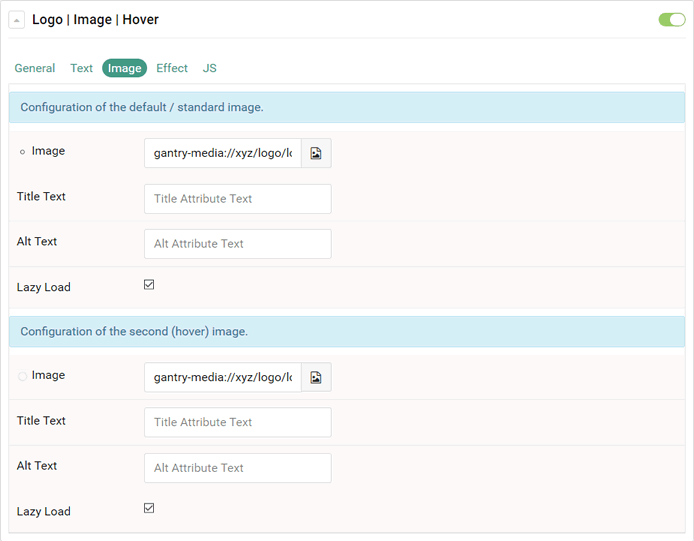 Logo | Image | Hover
General Text Image Effect JS
Configuration of the default / standard image.
Image gantry-media://xyz/logo/lo
Title Text Title Attribute Text
Alt Text Alt Attribute Text
Lazy Load
Configuration of the second (hover) image.
Image gantry-media://xyz/logo/lo
Title Text Title Attribute Text
Alt Text Alt Attribute Text
Lazy Load